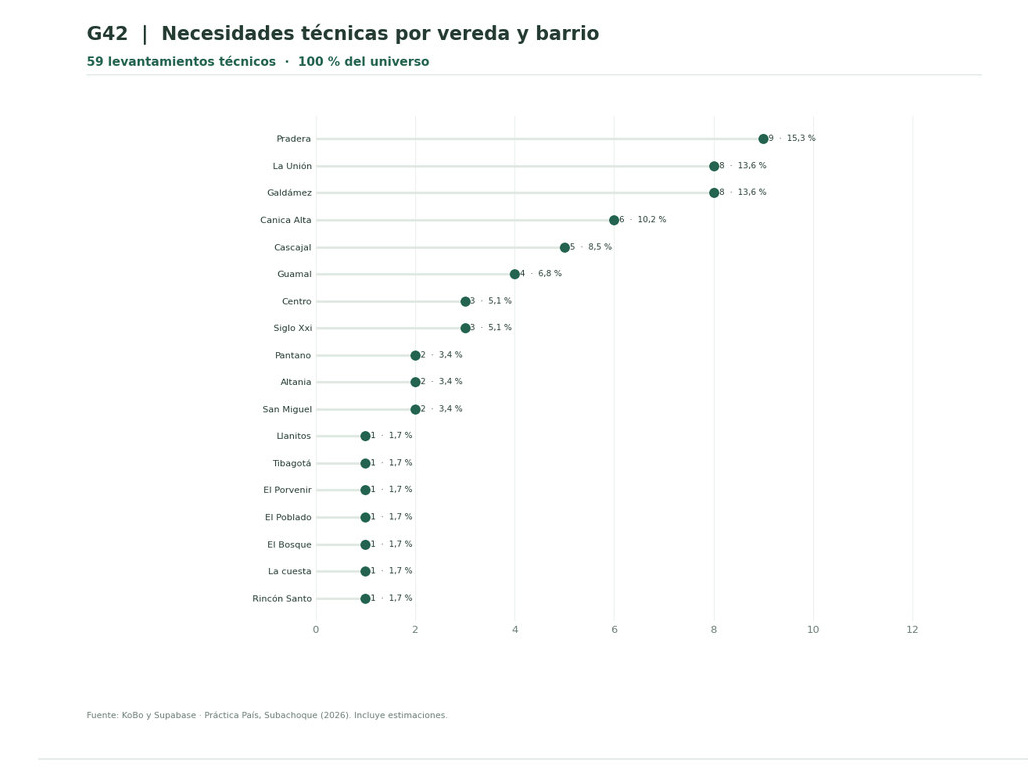 G42 | Necesidades técnicas por vereda y barrio
59 levantamientos técnicos · 100 % del universo
Pradera 9 · 15,3 %
La Unión 8 · 13,6 %
Galdámez 8 · 13,6 %
Canica Alta 6 · 10,2 %
Cascajal 5 · 8,5 %
Guamal 4 · 6,8 %
Centro 3 · 5,1 %
Siglo Xxi 3 · 5,1 %
Pantano 2 · 3,4 %
Altania 2 · 3,4 %
San Miguel 2 · 3,4 %
Llanitos 1 · 1,7 %
Tibagotá 1 · 1,7 %
El Porvenir 1 · 1,7 %
El Poblado 1 · 1,7 %
El Bosque 1 · 1,7 %
La cuesta 1 · 1,7 %
Rincón Santo 1 · 1,7 %
0 2 4 6 8 10 12
Fuente: KoBo y Supabase · Práctica País, Subachoque (2026). Incluye estimaciones.